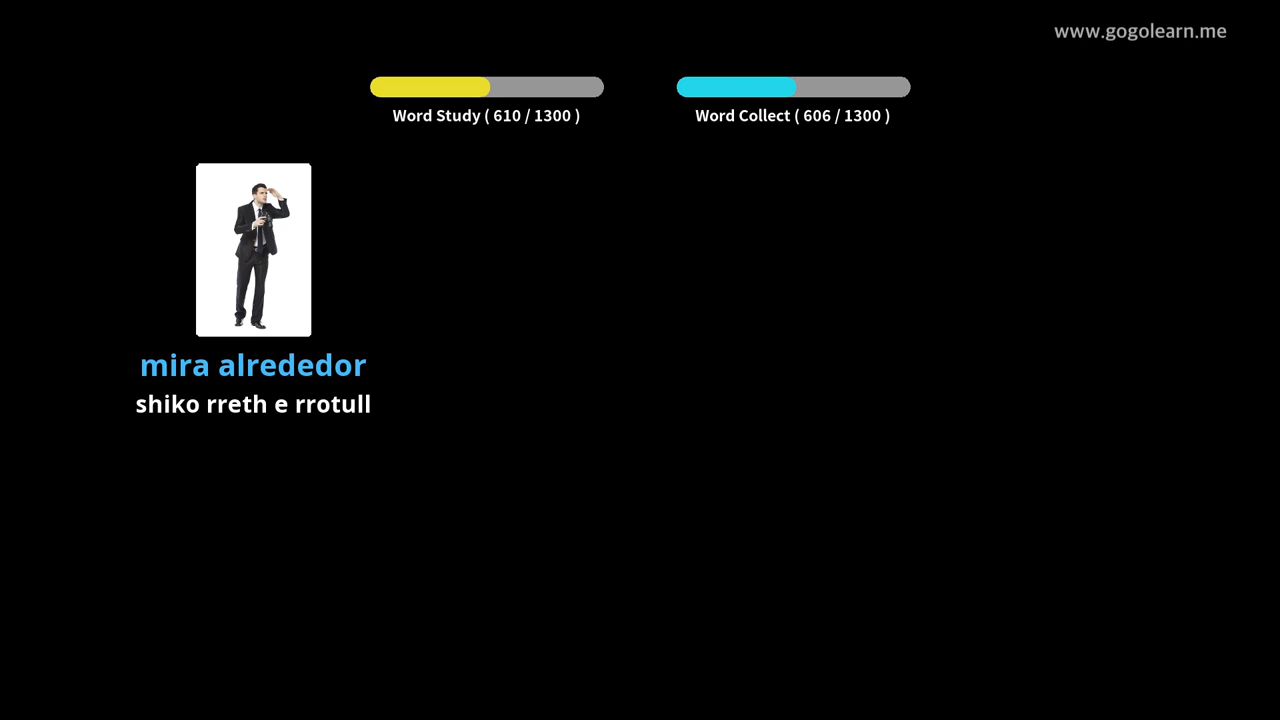 www.gogolearn.me
Word Study ( 610 / 1300 )
Word Collect ( 606 / 1300 )
mira alrededor
shiko rreth e rrotull